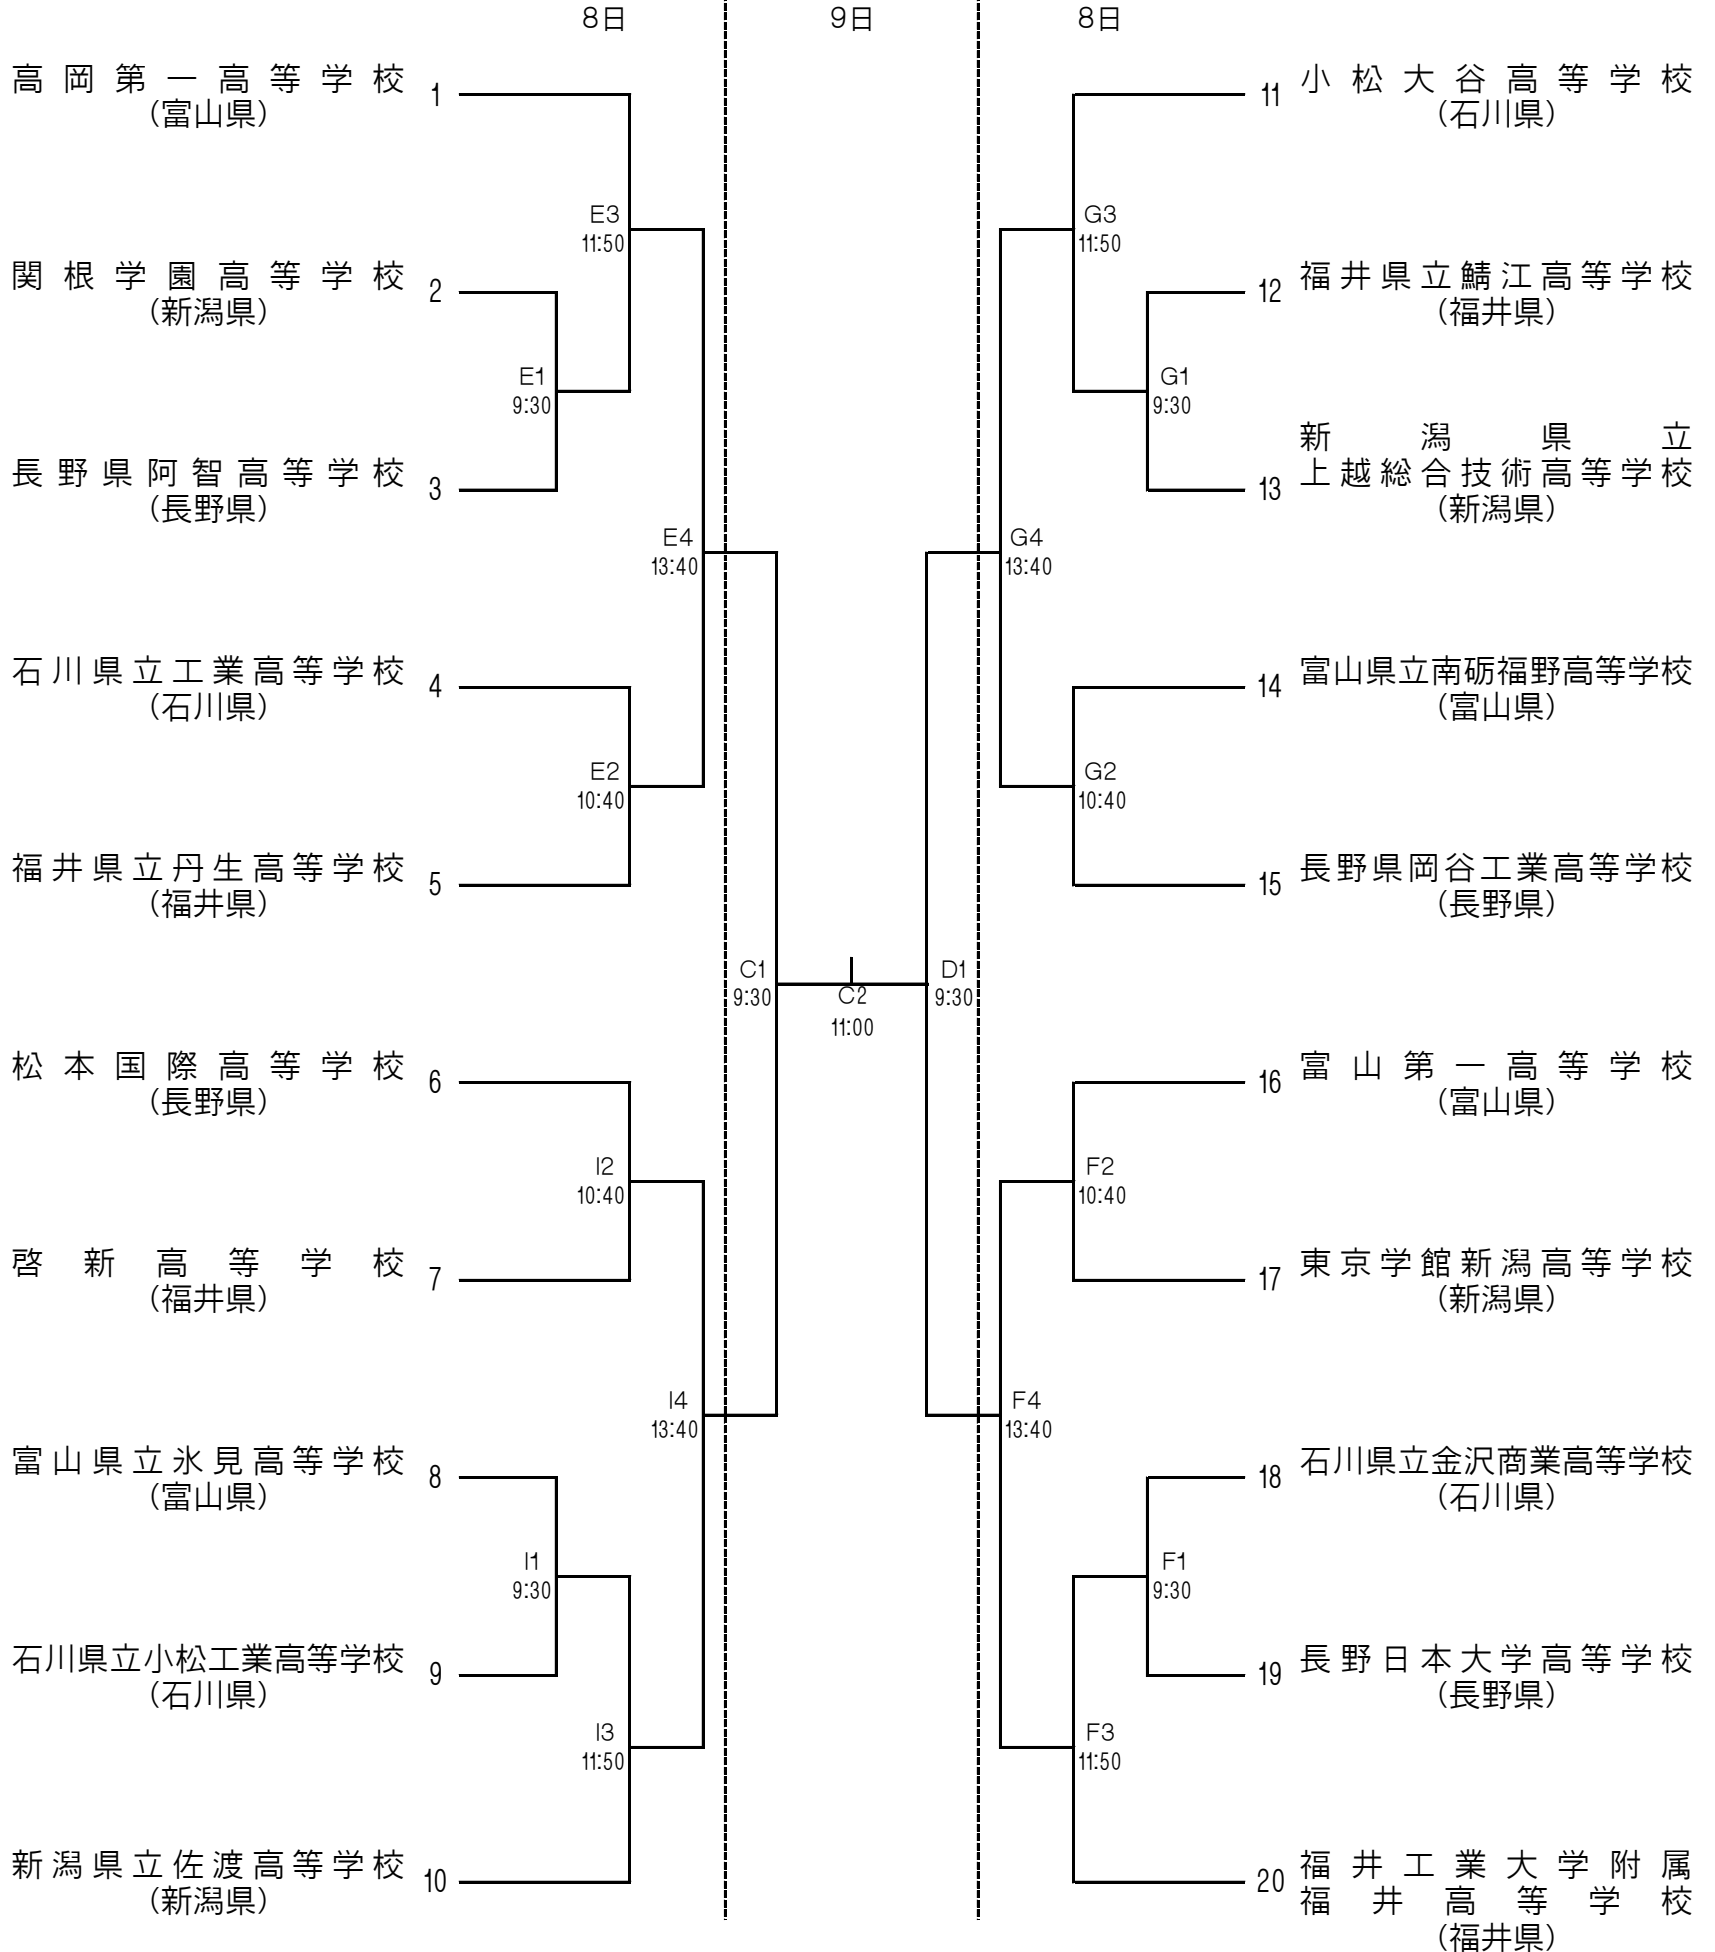 8日 9日 8日
高岡第一高等学校 1
(富山県)
関根学園高等学校 2
(新潟県)
長野県阿智高等学校 3
(長野県)
石川県立工業高等学校 4
(石川県)
福井県立丹生高等学校 5
(福井県)
松本国際高等学校 6
(長野県)
啓新高等学校 7
(福井県)
富山県立氷見高等学校 8
(富山県)
石川県立小松工業高等学校 9
(石川県)
新潟県立佐渡高等学校 10
(新潟県)
E3
11:50
E1
9:30
E4
13:40
E2
10:40
I2
10:40
I4
13:40
I1
9:30
I3
11:50
C1
9:30
C2
11:00
D1
9:30
G3
11:50
G1
9:30
G4
13:40
G2
10:40
F2
10:40
F4
13:40
F1
9:30
F3
11:50
11 小松大谷高等学校
(石川県)
12 福井県立鯖江高等学校
(福井県)
新潟県立
13 上越総合技術高等学校
(新潟県)
14 富山県立南砺福野高等学校
(富山県)
15 長野県岡谷工業高等学校
(長野県)
16 富山第一高等学校
(富山県)
17 東京学館新潟高等学校
(新潟県)
18 石川県立金沢商業高等学校
(石川県)
19 長野日本大学高等学校
(長野県)
20 福井工業大学附属
福井高等学校
(福井県)